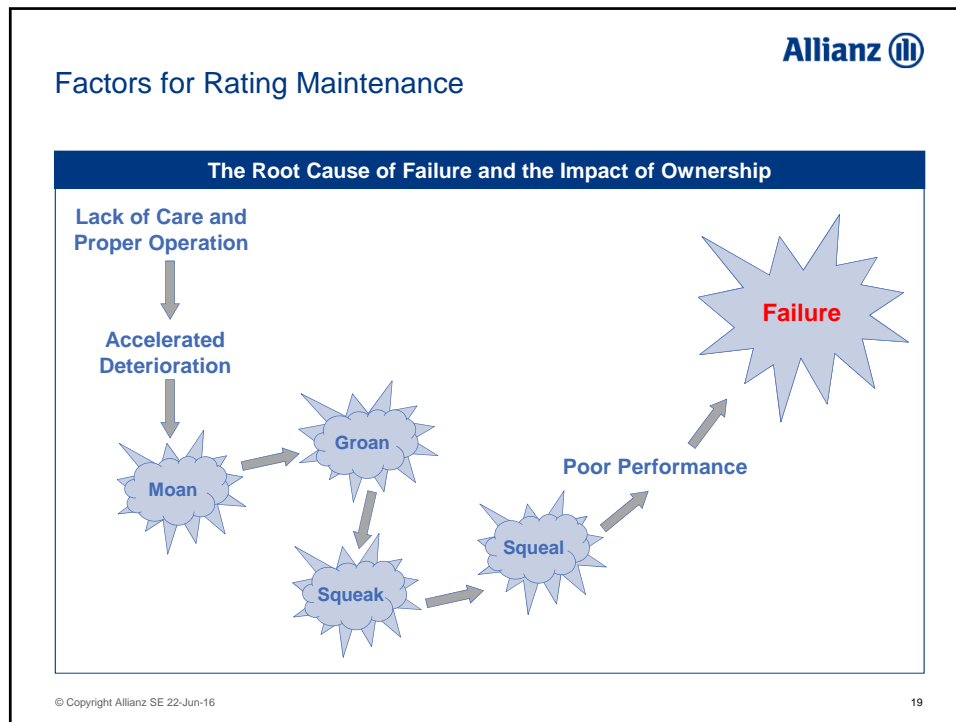 Allianz
Factors for Rating Maintenance
The Root Cause of Failure and the Impact of Ownership
Lack of Care and
Proper Operation
Accelerated
Deterioration
Moan
Groan
Squeak
Squeal
Poor Performance
Failure
© Copyright Allianz SE 22-Jun-16
19